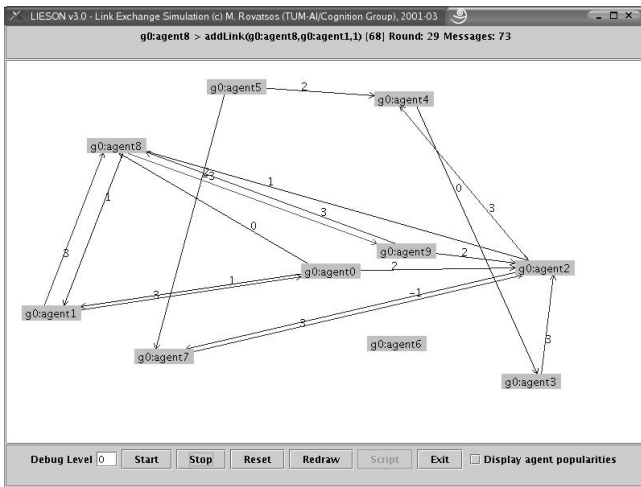 LIESON v3.0 - Link Exchange Simulation (c) M. Rovatsos (TUM-AI/Cognition Group), 2001-03
g0:agent8 > addLink(g0:agent8,g0:agent1,1) [68] Round: 29 Messages: 73
g0:agent5
2
g0:agent4
g0:agent8
3
1
0
1
3
3
0
3
g0:agent9
2
g0:agent2
g0:agent0
2
1
3
g0:agent1
3
-1
g0:agent7
g0:agent6
3
g0:agent3
Debug Level 0 Start Stop Reset Redraw Script Exit Display agent popularities